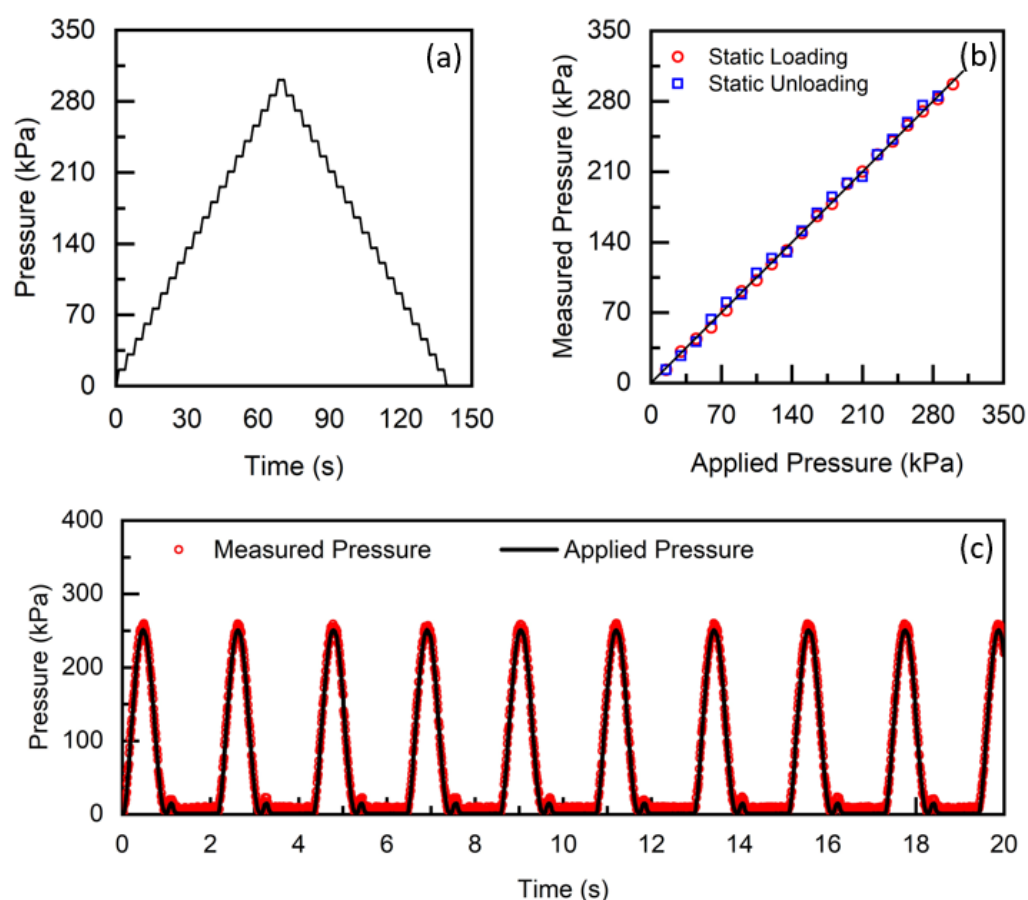 (a)
Pressure (kPa)
350
280
210
140
70
0
0 30 60 90 120 150
Time (s)
(b)
Static Loading
Static Unloading
Measured Pressure (kPa)
350
280
210
140
70
0
0 70 140 210 280 350
Applied Pressure (kPa)
(c)
Measured Pressure Applied Pressure
Pressure (kPa)
400
300
200
100
0
0 2 4 6 8 10 12 14 16 18 20
Time (s)